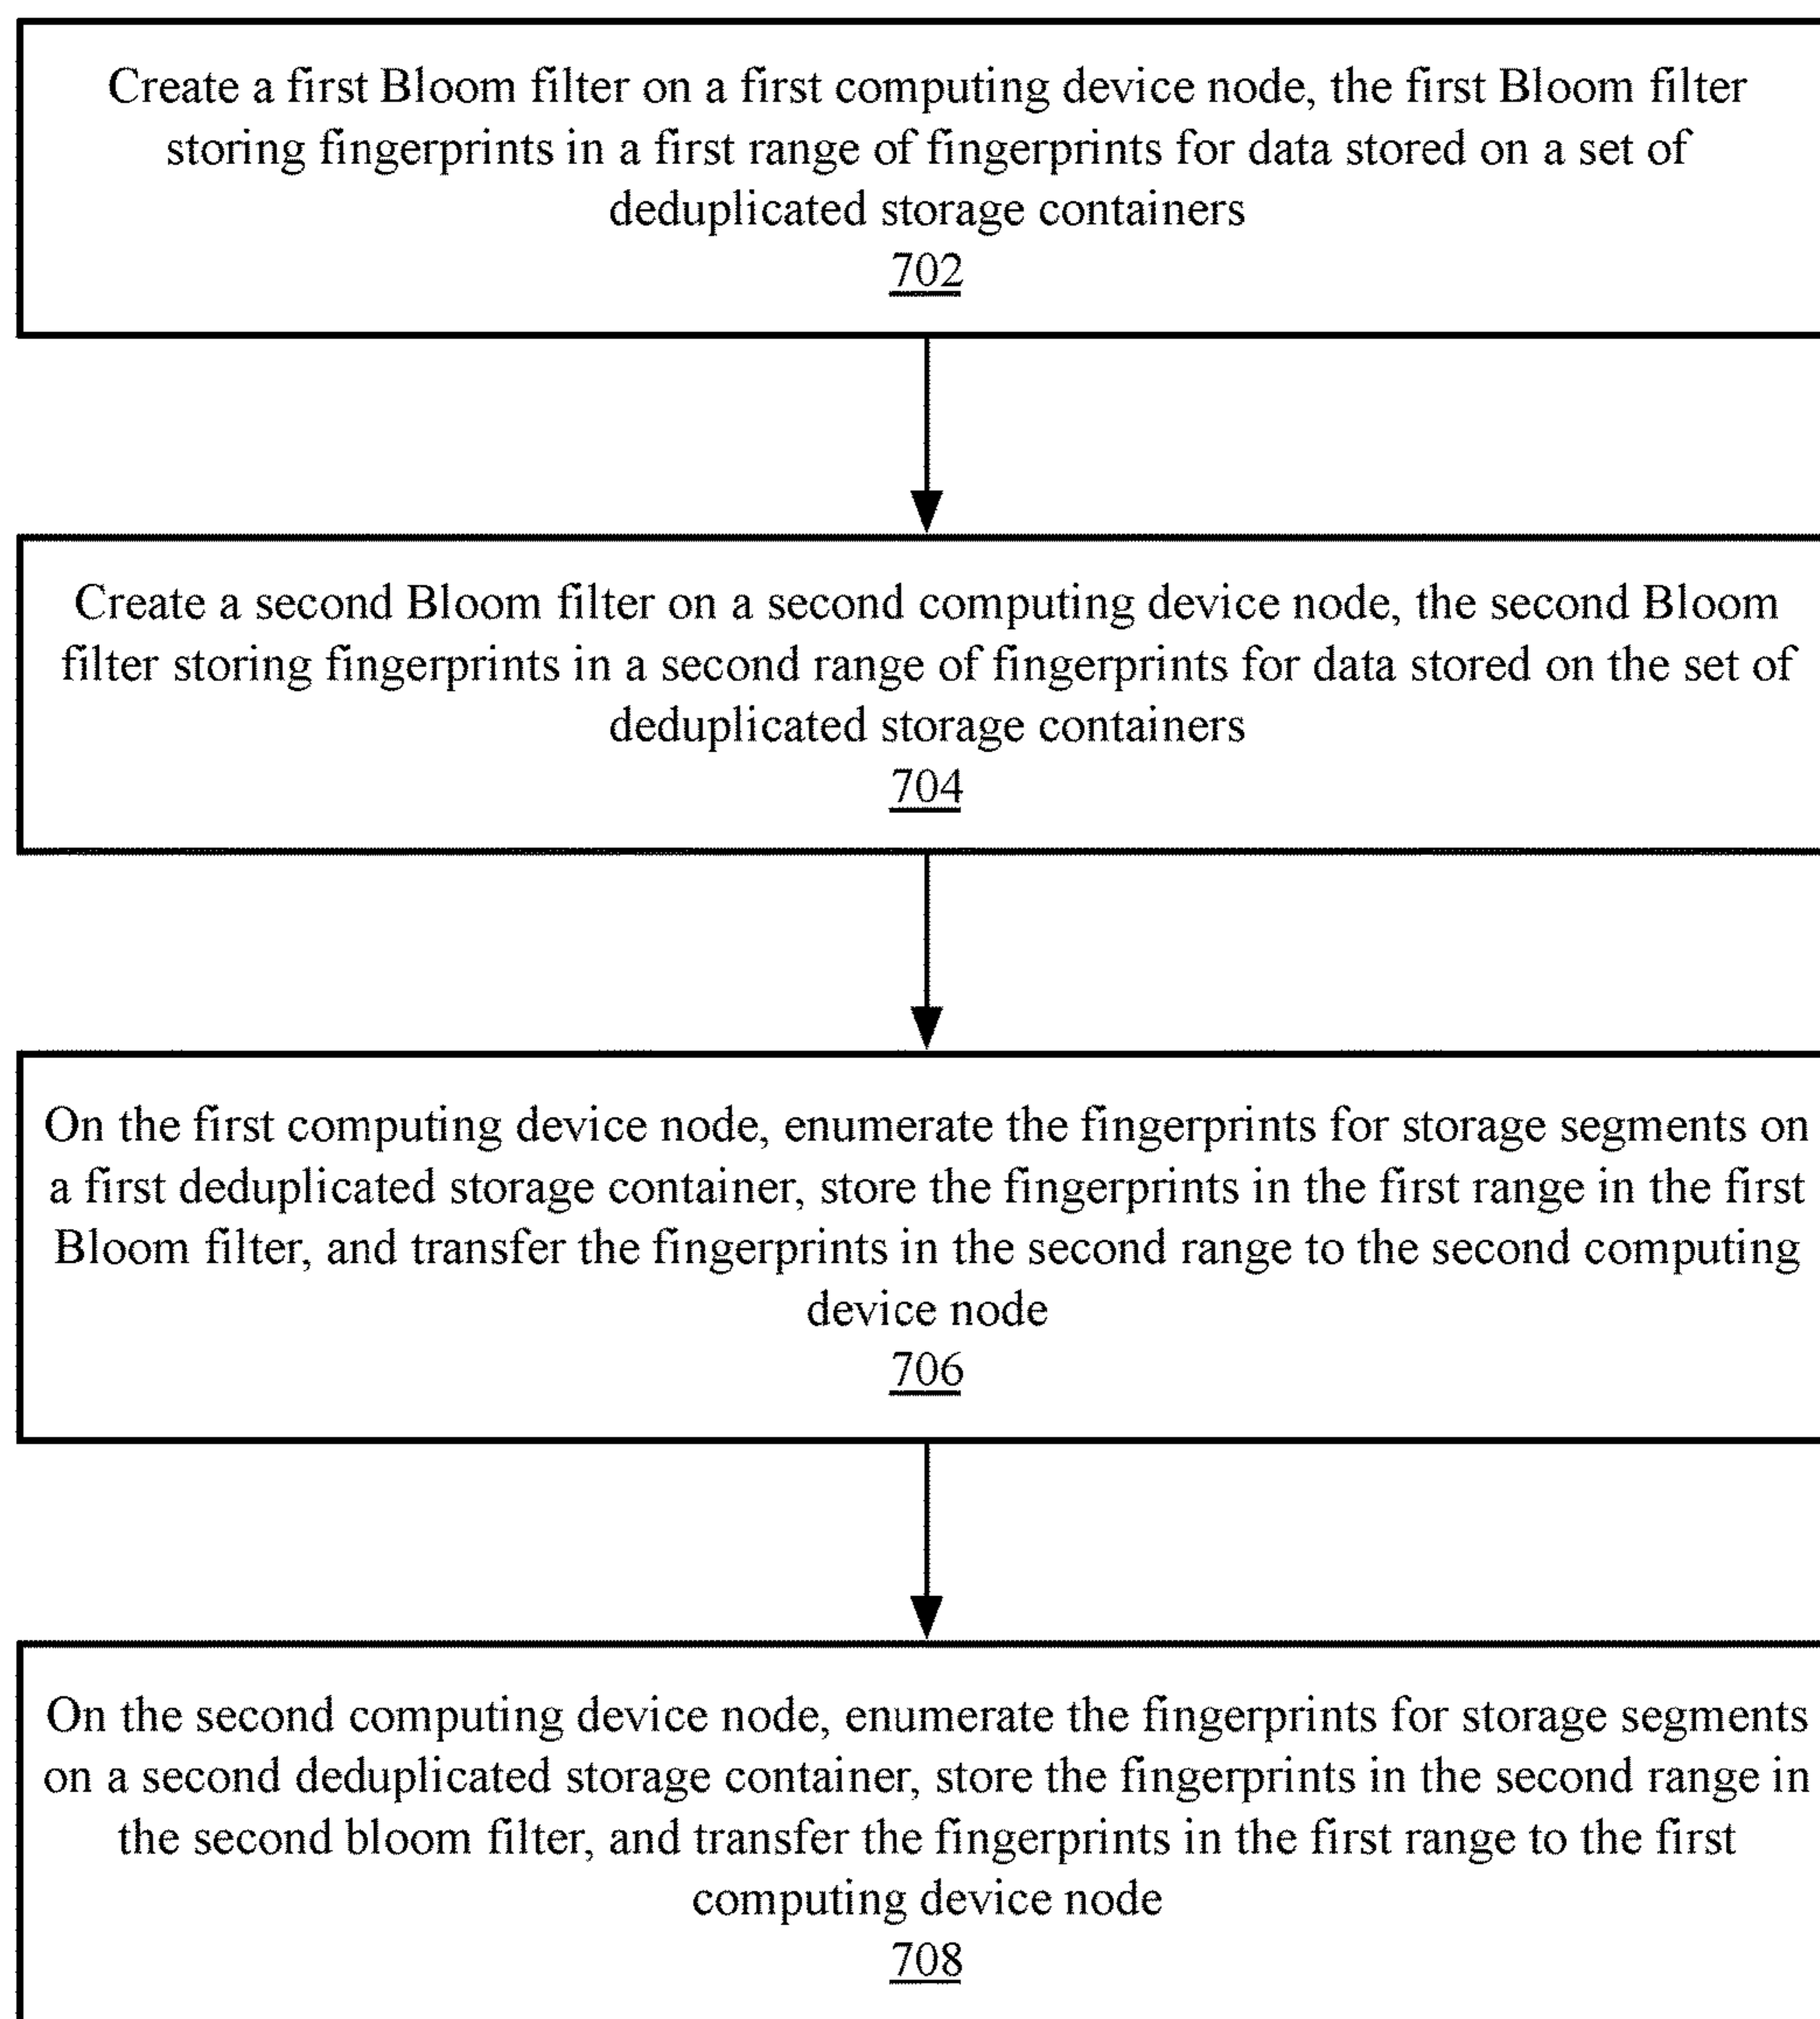 Create a first Bloom filter on a first computing device node, the first Bloom filter
storing fingerprints in a first range of fingerprints for data stored on a set of
deduplicated storage containers
702
Create a second Bloom filter on a second computing device node, the second Bloom
filter storing fingerprints in a second range of fingerprints for data stored on the set of
deduplicated storage containers
704
On the first computing device node, enumerate the fingerprints for storage segments on
a first deduplicated storage container, store the fingerprints in the first range in the first
Bloom filter, and transfer the fingerprints in the second range to the second computing
device node
706
On the second computing device node, enumerate the fingerprints for storage segments
on a second deduplicated storage container, store the fingerprints in the second range in
the second bloom filter, and transfer the fingerprints in the first range to the first
computing device node
708